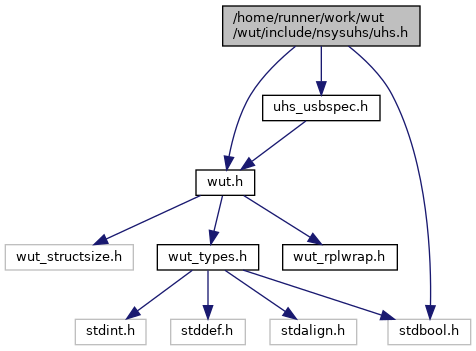 /home/runner/work/wut
/wut/include/nsysuhs/uhs.h
uhs_usbspec.h
wut.h
wut_structsize.h
wut_types.h
wut_rplwrap.h
stdint.h
stddef.h
stdalign.h
stdbool.h